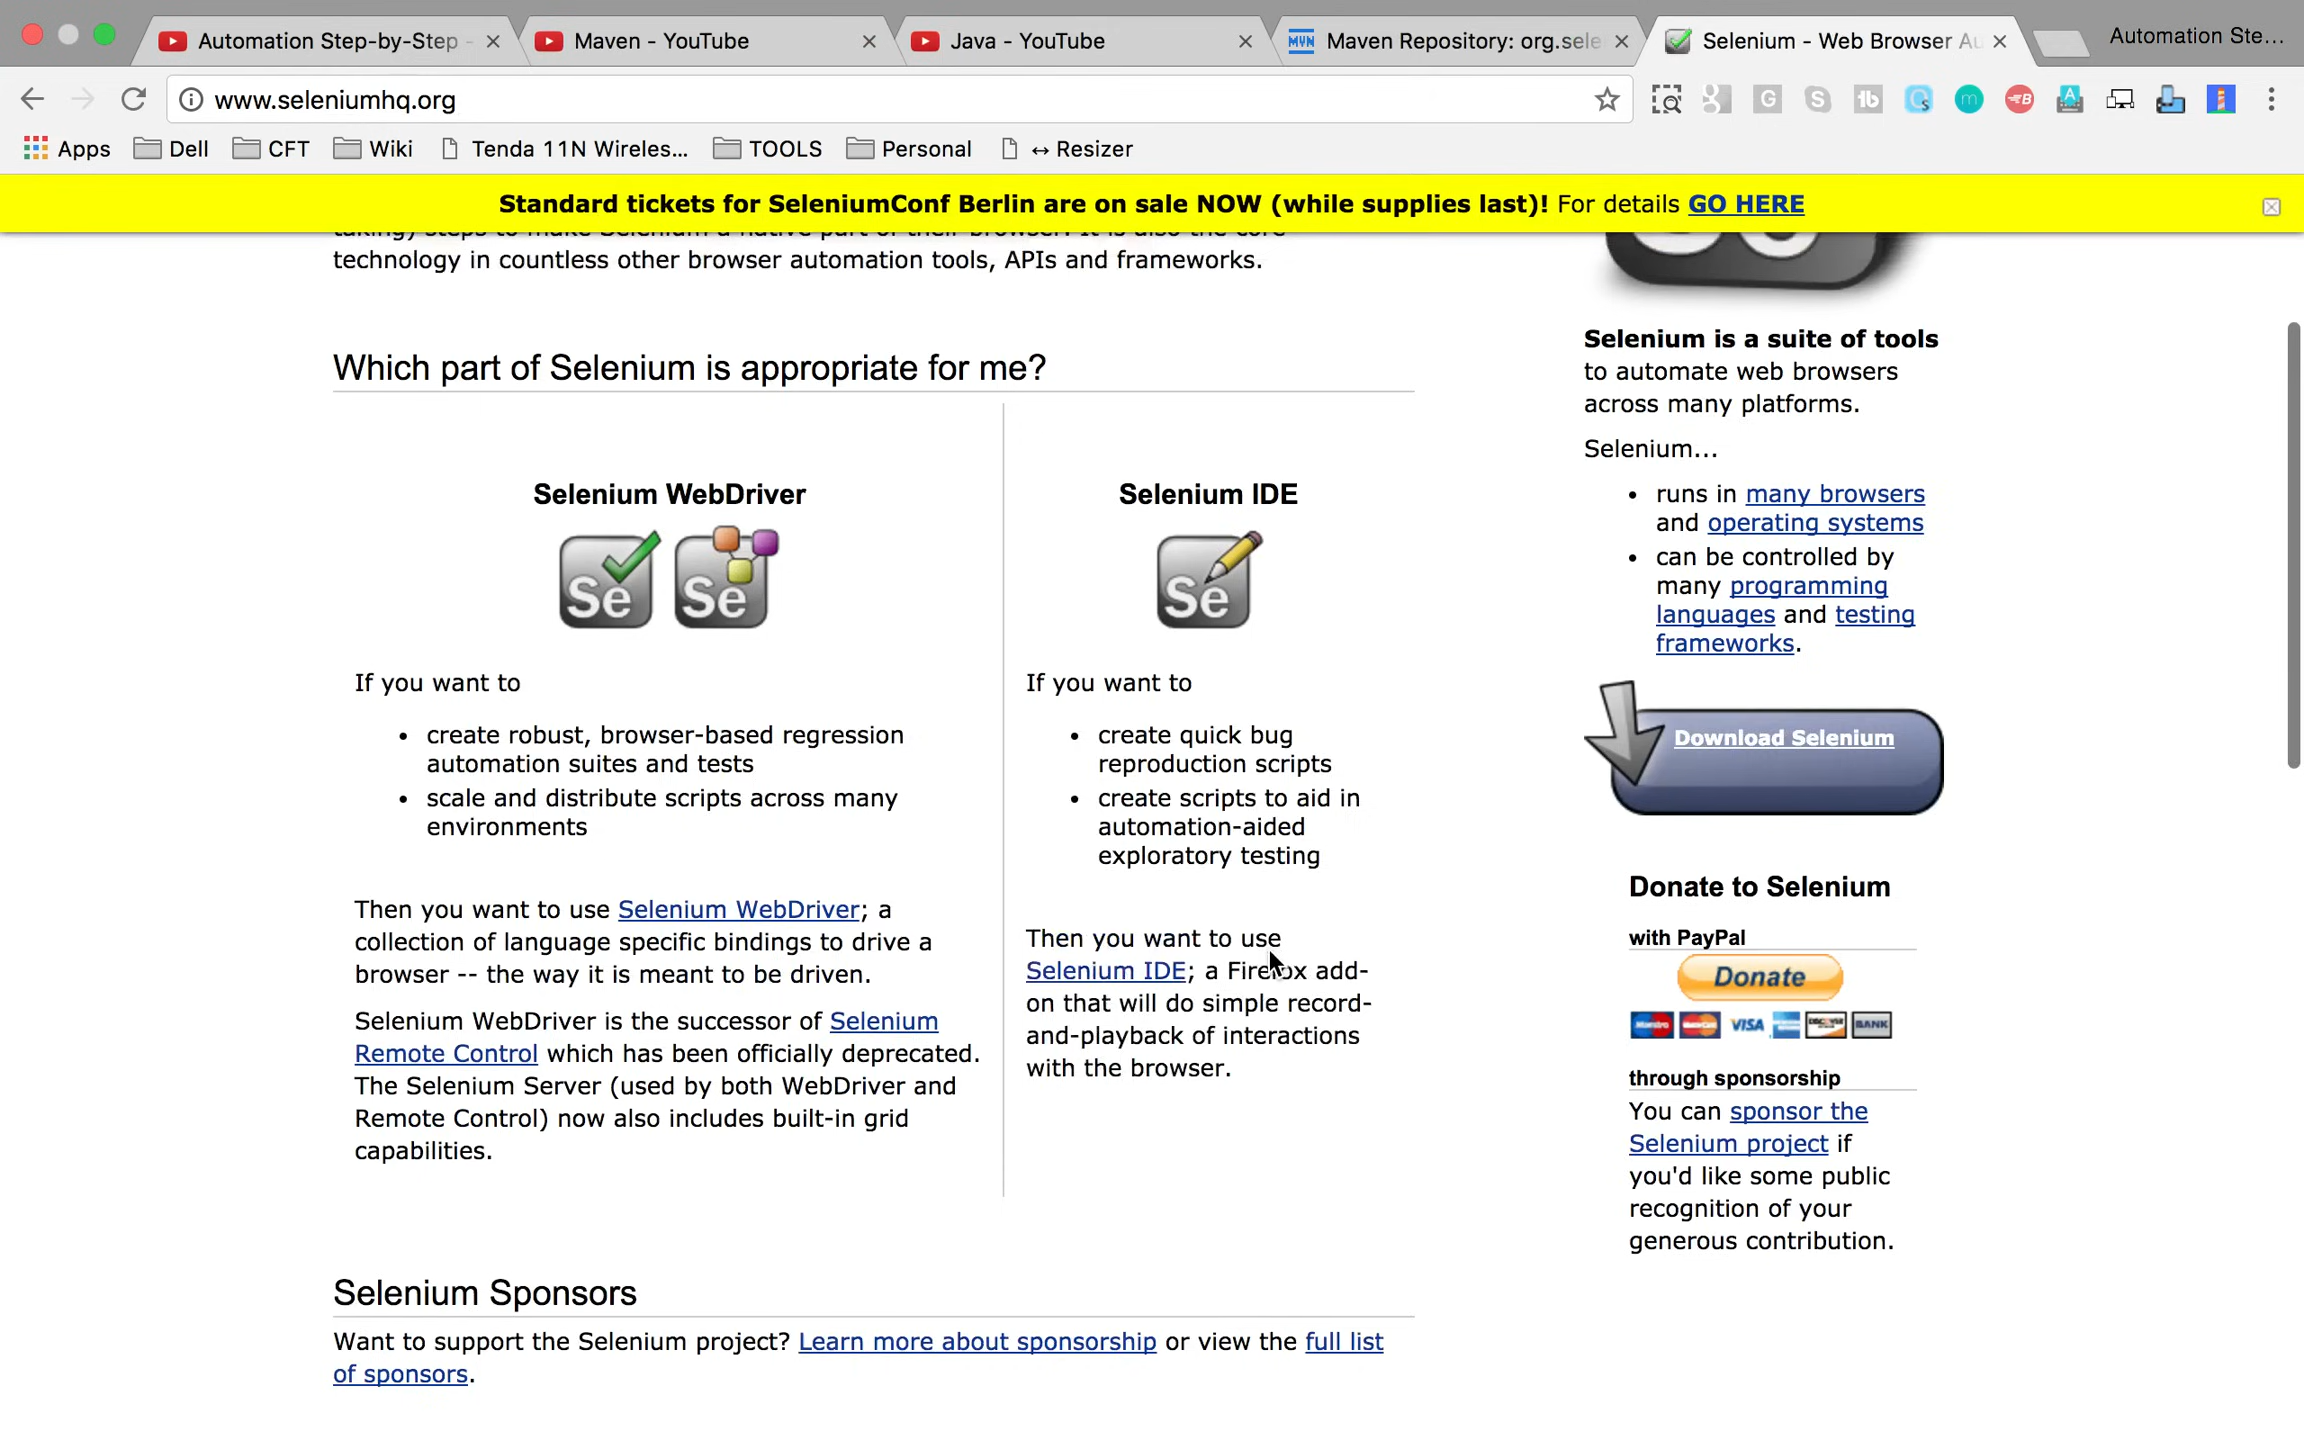 Automation Step-by-Step -
Maven - YouTube
Java - YouTube
MVN Maven Repository: org.sele
Selenium - Web Browser Au
Automation Ste...
www.seleniumhq.org
Apps
Dell
CFT
Wiki
Tenda 11N Wireles...
TOOLS
Personal
↔ Resizer
Standard tickets for SeleniumConf Berlin are on sale NOW (while supplies last)! For details GO HERE
taking) steps to make Selenium a native part of their browser. It is also the core
technology in countless other browser automation tools, APIs and frameworks.
Which part of Selenium is appropriate for me?
Selenium WebDriver
Se Se
If you want to
• create robust, browser-based regression
automation suites and tests
• scale and distribute scripts across many
environments
Then you want to use Selenium WebDriver; a
collection of language specific bindings to drive a
browser -- the way it is meant to be driven.
Selenium WebDriver is the successor of Selenium
Remote Control which has been officially deprecated.
The Selenium Server (used by both WebDriver and
Remote Control) now also includes built-in grid
capabilities.
Selenium IDE
Se
If you want to
• create quick bug
reproduction scripts
• create scripts to aid in
automation-aided
exploratory testing
Then you want to use
Selenium IDE; a Firefox add-
on that will do simple record-
and-playback of interactions
with the browser.
Selenium Sponsors
Want to support the Selenium project? Learn more about sponsorship or view the full list
of sponsors.
Selenium is a suite of tools
to automate web browsers
across many platforms.
Selenium...
• runs in many browsers
and operating systems
• can be controlled by
many programming
languages and testing
frameworks.
Download Selenium
Donate to Selenium
with PayPal
Donate
Maestro MasterCard VISA DISCOVER BANK
through sponsorship
You can sponsor the
Selenium project if
you'd like some public
recognition of your
generous contribution.